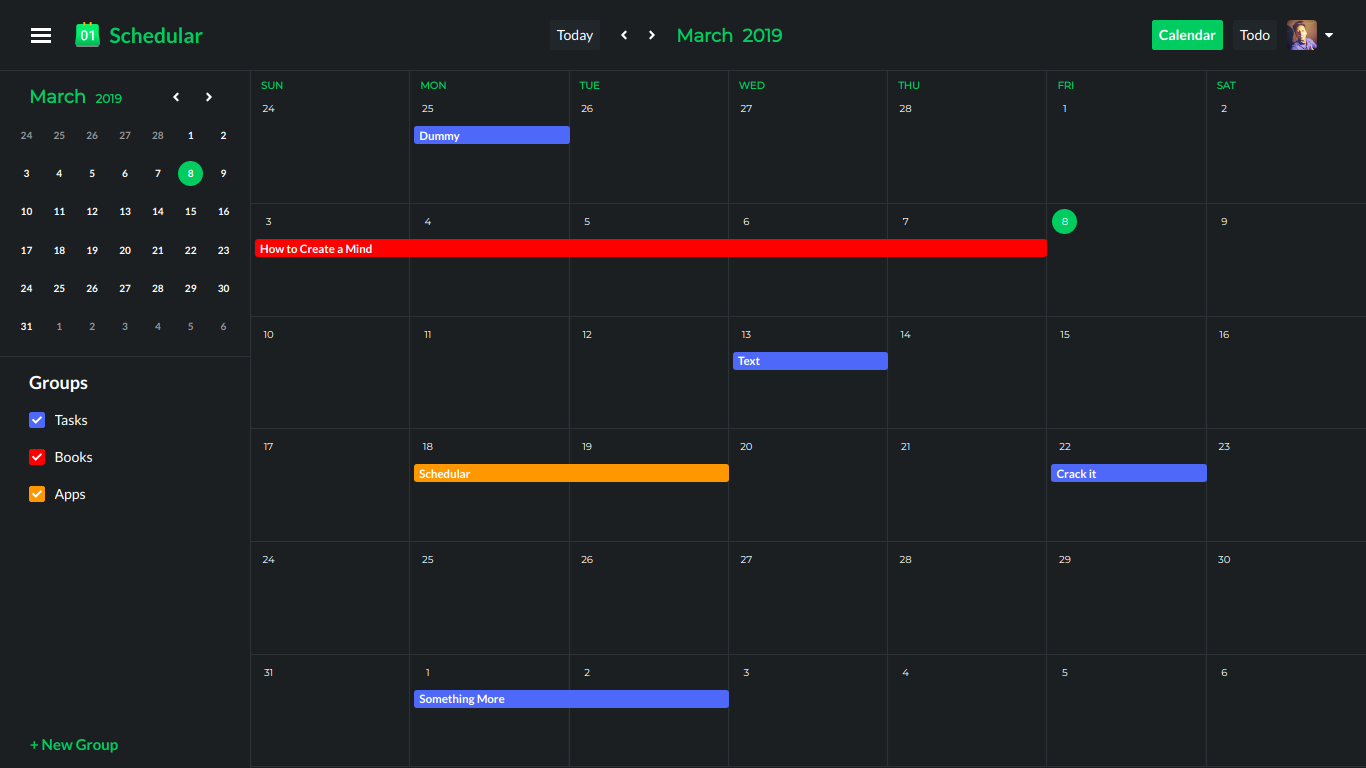 01 Schedular Today March 2019 Calendar Todo
March 2019
24 25 26 27 28 1 2
3 4 5 6 7 8 9
10 11 12 13 14 15 16
17 18 19 20 21 22 23
24 25 26 27 28 29 30
31 1 2 3 4 5 6
Groups
Tasks
Books
Apps
+ New Group
SUN MON TUE WED THU FRI SAT
24 25 26 27 28 1 2
Dummy
3 4 5 6 7 8 9
How to Create a Mind
10 11 12 13 14 15 16
Text
17 18 19 20 21 22 23
Schedular Crack it
24 25 26 27 28 29 30
31 1 2 3 4 5 6
Something More